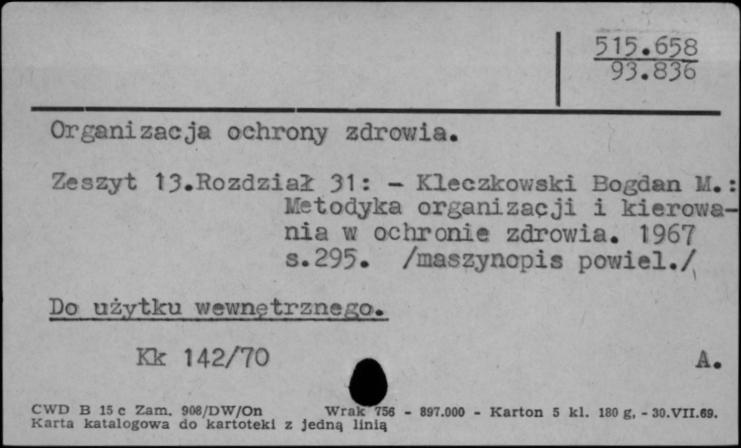 515.658
93.836
Organizacja ochrony zdrowia.
Zeszyt 13.Rozdział 31: - Kleczkowski Bogdan M.:
Metodyka organizacji i kierowa-
nia w ochronie zdrowia. 1967
s.295. /maszynopis powiel./
Do użytku wewnętrznego.
Kk 142/70 A.
CWD B 15 c Zam. 908/DW/On Wrak 756 - 897.000 - Karton 5 kl. 180 g, - 30.VII.69.
Karta katalogowa do kartoteki z jedną linią